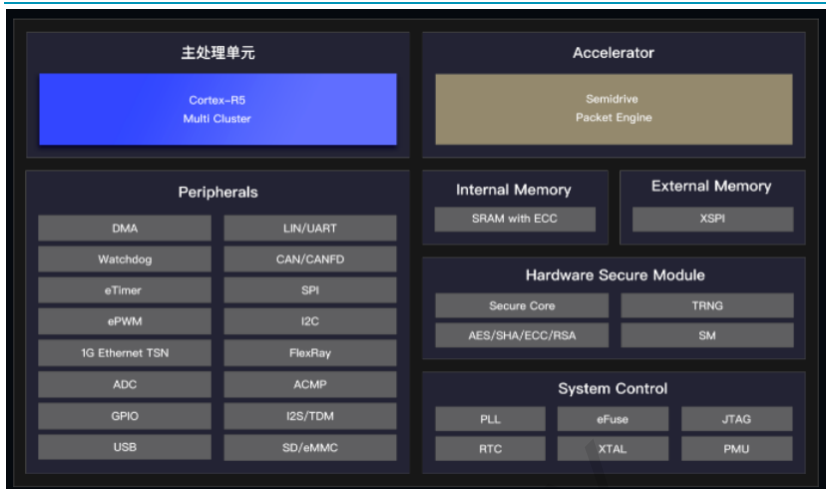 主处理单元
Cortex-R5
Multi Cluster
Accelerator
Semidrive
Packet Engine
Peripherals
DMA
LIN/UART
Watchdog
CAN/CANFD
eTimer
SPI
ePWM
I2C
1G Ethernet TSN
FlexRay
ADC
ACMP
GPIO
I2S/TDM
USB
SD/eMMC
Internal Memory
SRAM with ECC
External Memory
XSPI
Hardware Secure Module
Secure Core
TRNG
AES/SHA/ECC/RSA
SM
System Control
PLL
eFuse
JTAG
RTC
XTAL
PMU